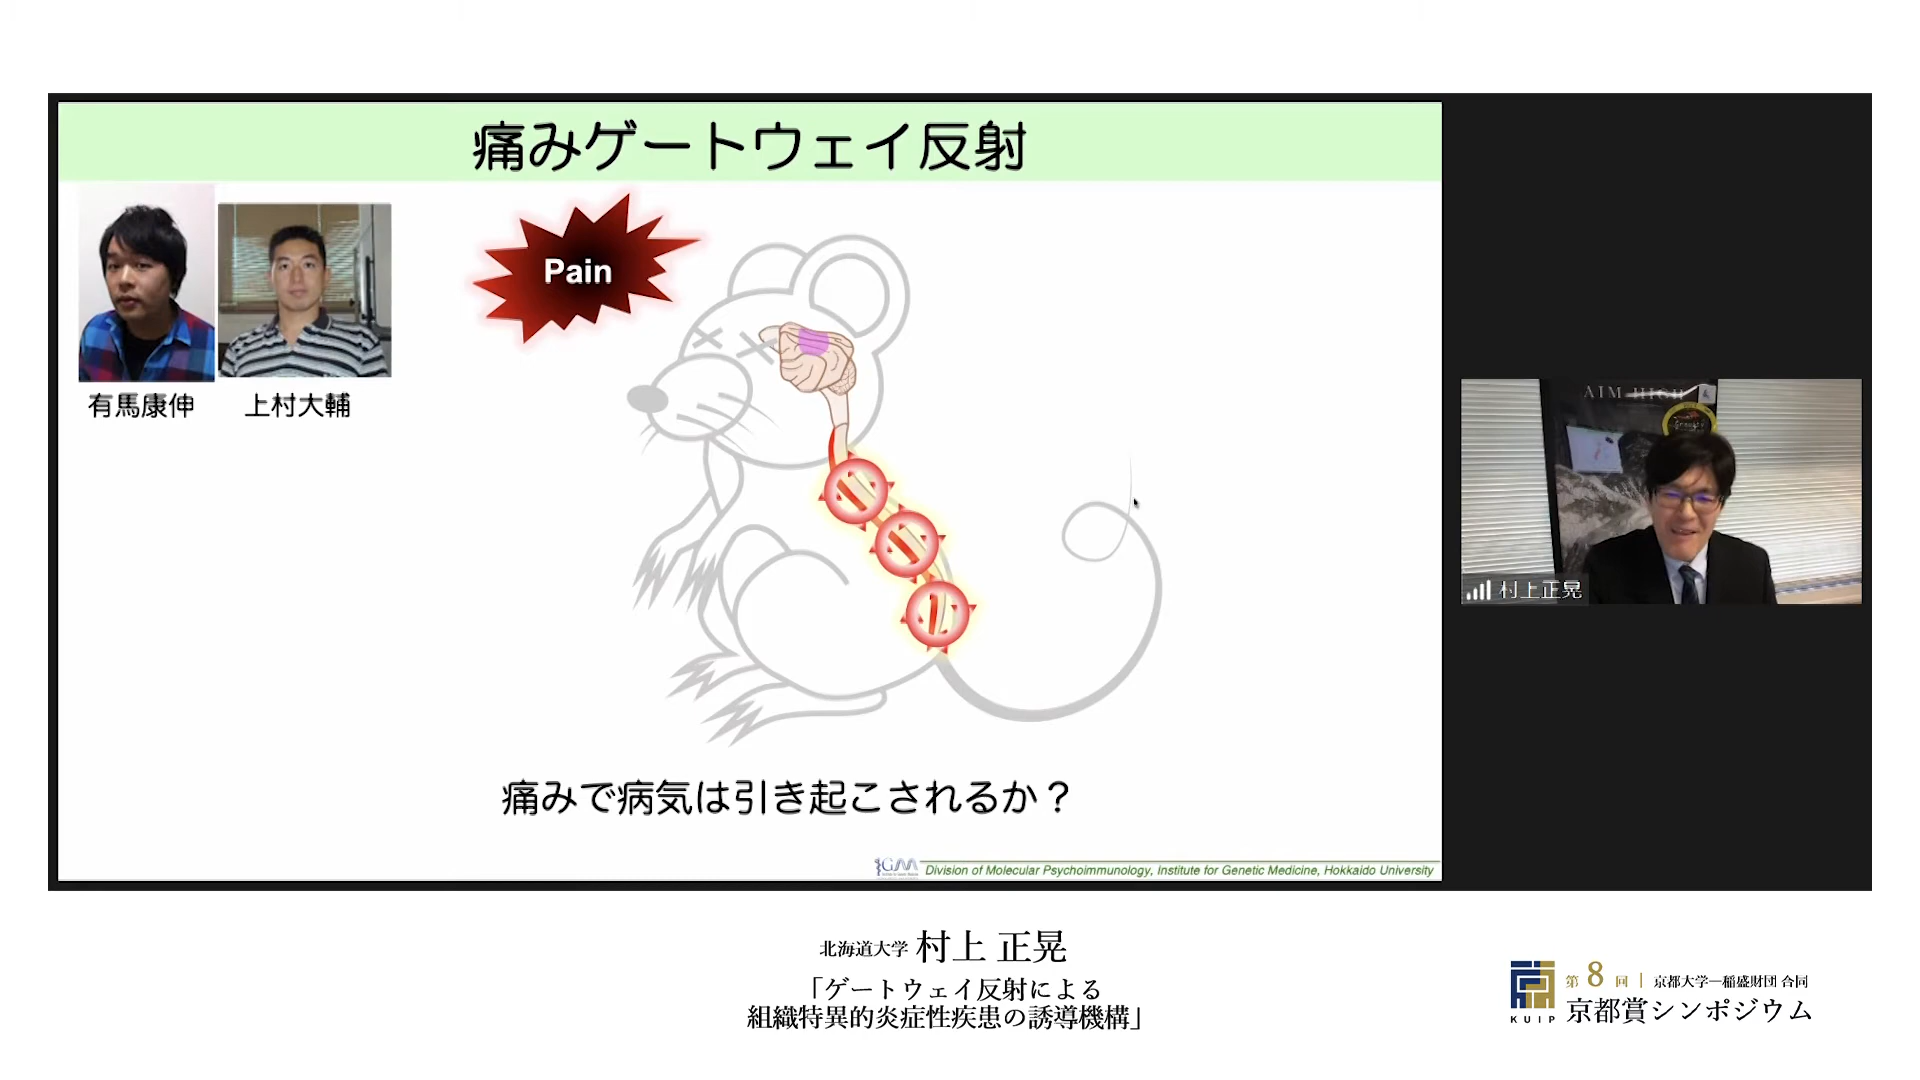 痛みゲートウェイ反射
Pain
有馬康伸
上村大輔
痛みで病気は引き起こされるか？
IGM
Division of Molecular Psychoimmunology, Institute for Genetic Medicine, Hokkaido University
AIM HIGH
村上正晃
北海道大学 村上 正晃
「ゲートウェイ反射による
組織特異的炎症性疾患の誘導機構」
KUIP
第8回 | 京都大学−稲盛財団 合同
京都賞シンポジウム